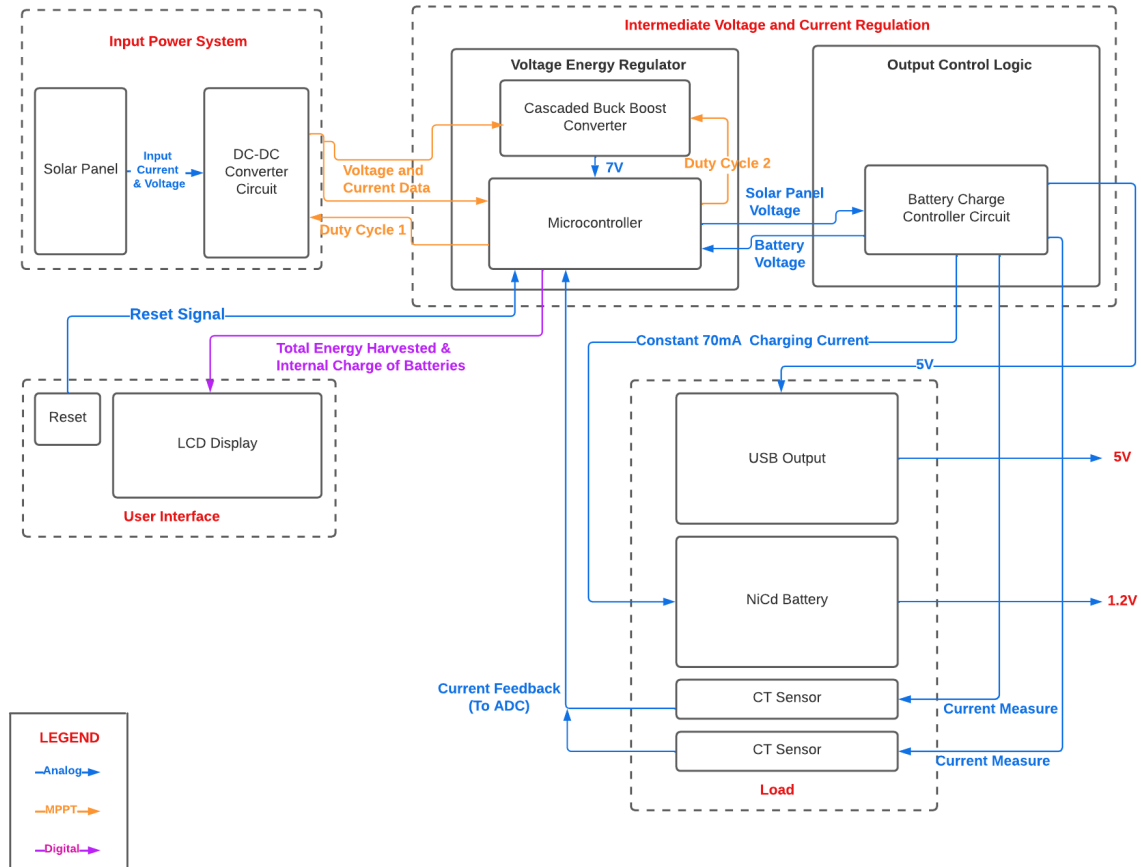 Input Power System
Solar Panel
Input
Current
& Voltage
DC-DC
Converter
Circuit
Intermediate Voltage and Current Regulation
Voltage Energy Regulator
Cascaded Buck Boost
Converter
7V
Duty Cycle 2
Voltage and
Current Data
Duty Cycle 1
Microcontroller
Output Control Logic
Solar Panel
Voltage
Battery
Voltage
Battery Charge
Controller Circuit
Reset Signal
Total Energy Harvested &
Internal Charge of Batteries
Constant 70mA Charging Current
5V
Reset
LCD Display
User Interface
USB Output
5V
NiCd Battery
1.2V
Current Feedback
(To ADC)
CT Sensor
Current Measure
CT Sensor
Current Measure
Load
LEGEND
Analog
MPPT
Digital